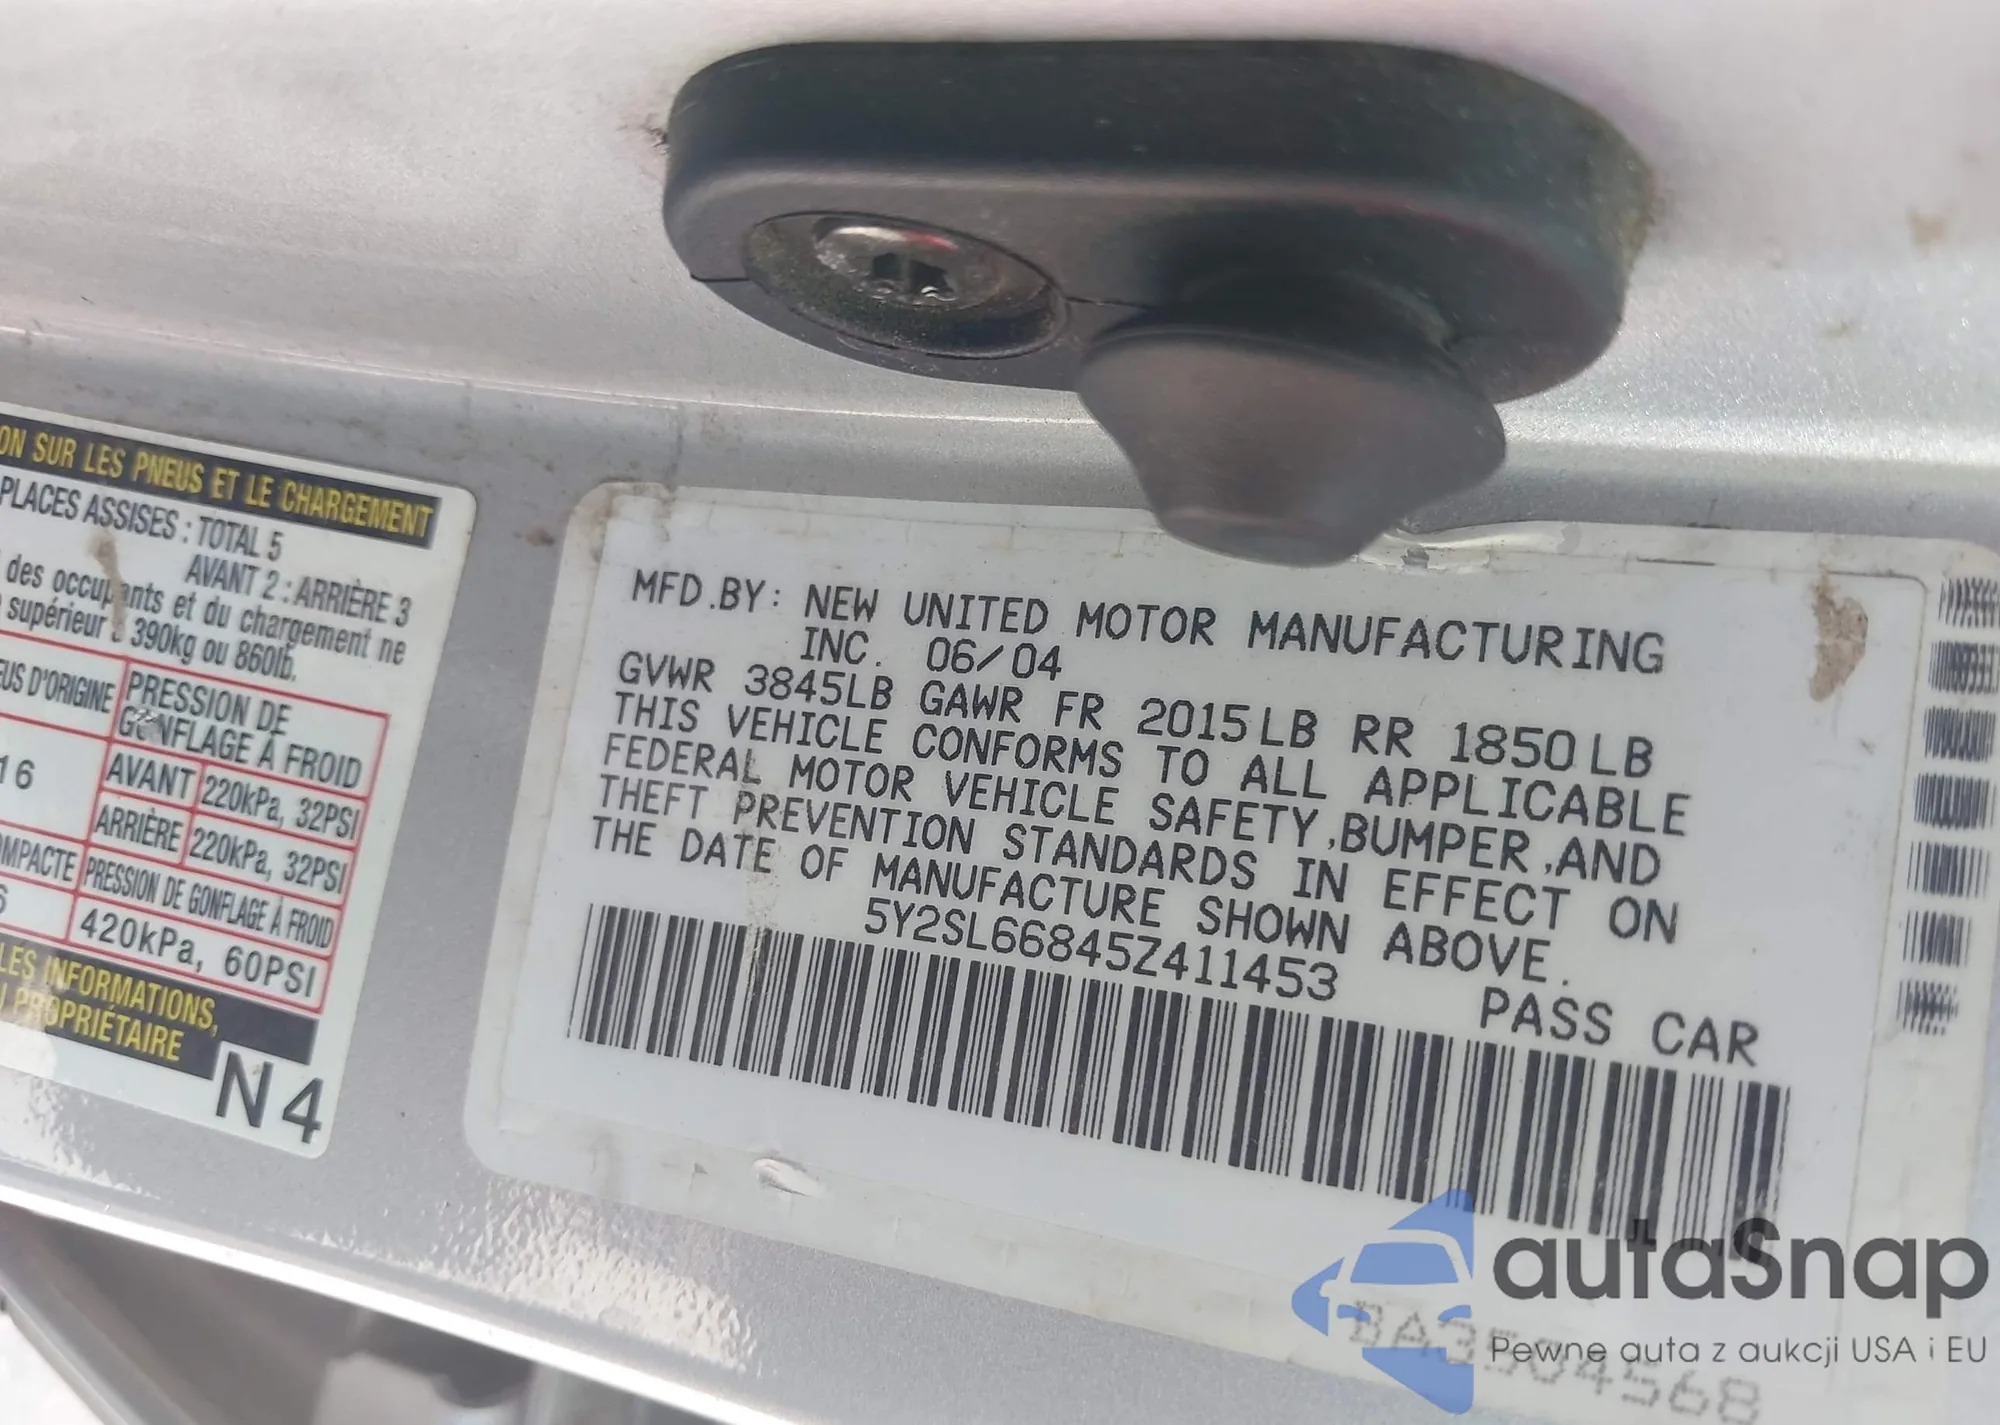 ON SUR LES PNEUS ET LE CHARGEMENT
PLACES ASSISES : TOTAL 5
AVANT 2 : ARRIÈRE 3
des occupants et du chargement ne
supérieur à 390kg ou 860lb.
D'ORIGINE
PRESSION DE
GONFLAGE À FROID
16
AVANT 220kPa, 32PSI
ARRIÈRE 220kPa, 32PSI
OMPACTE
PRESSION DE GONFLAGE À FROID
6
420kPa, 60PSI
LES INFORMATIONS,
PROPRIÉTAIRE
N4
MFD.BY: NEW UNITED MOTOR MANUFACTURING
INC. 06/04
GVWR 3845LB GAWR FR 2015LB RR 1850LB
THIS VEHICLE CONFORMS TO ALL APPLICABLE
FEDERAL MOTOR VEHICLE SAFETY,BUMPER,AND
THEFT PREVENTION STANDARDS IN EFFECT ON
THE DATE OF MANUFACTURE SHOWN ABOVE.
5Y2SL66845Z411453
PASS CAR
autaSnap
Pewne auta z aukcji USA i EU